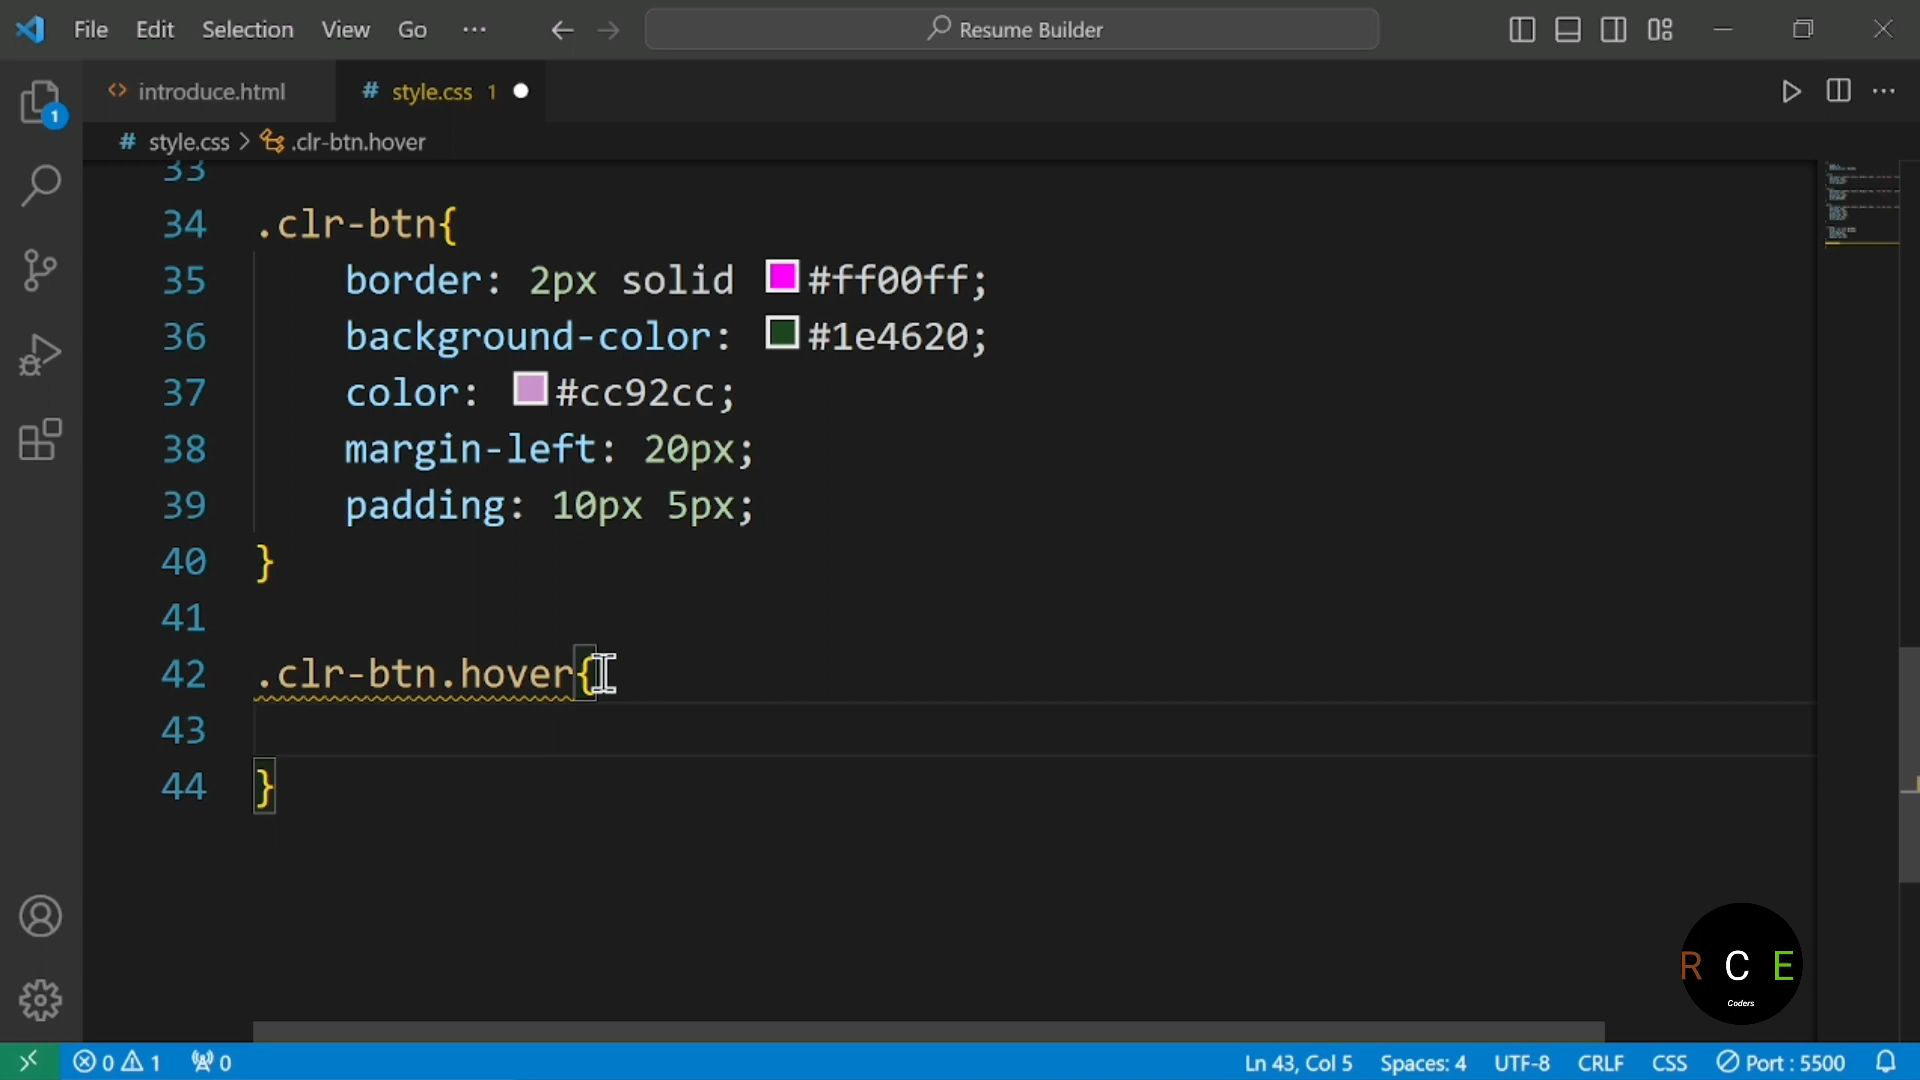 File Edit Selection View Go ··· Resume Builder
introduce.html # style.css 1
# style.css > .clr-btn.hover
33
34 .clr-btn{
35 border: 2px solid #ff00ff;
36 background-color: #1e4620;
37 color: #cc92cc;
38 margin-left: 20px;
39 padding: 10px 5px;
40 }
41
42 .clr-btn.hover{
43
44 }
1
R C E
Coders
0 1 0 Ln 43, Col 5 Spaces: 4 UTF-8 CRLF CSS Port : 5500